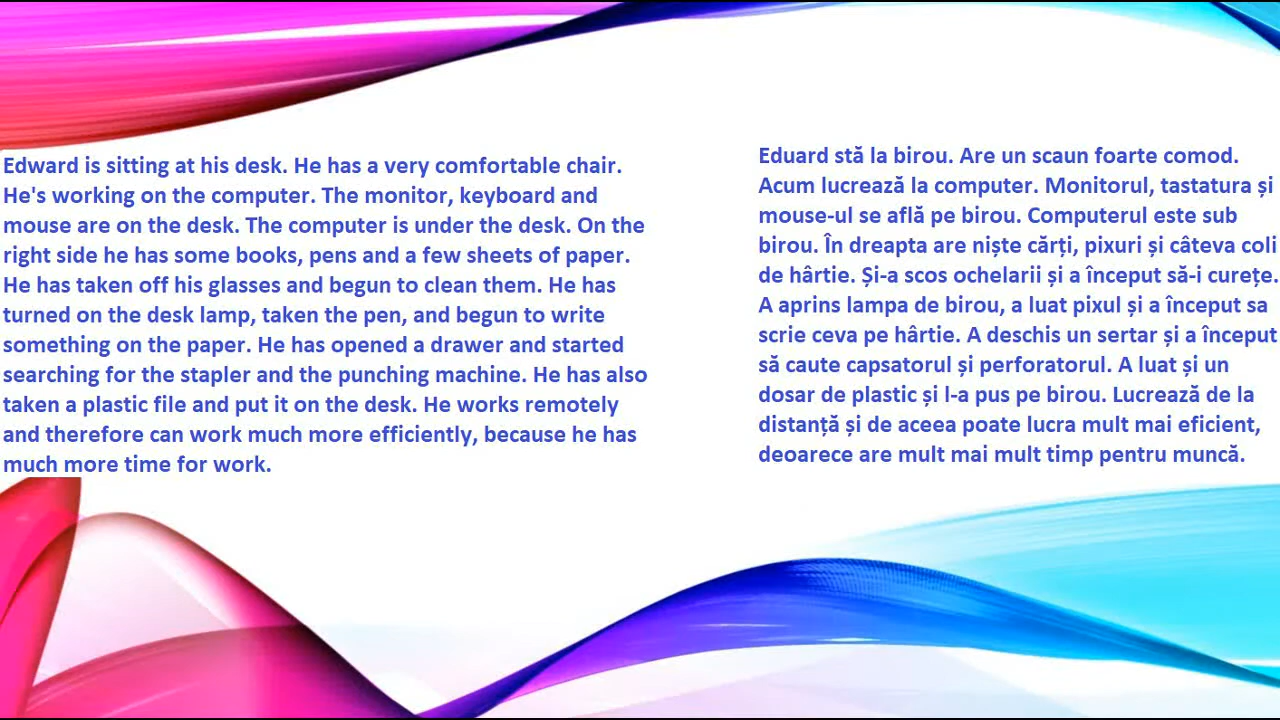 Edward is sitting at his desk. He has a very comfortable chair.
He's working on the computer. The monitor, keyboard and
mouse are on the desk. The computer is under the desk. On the
right side he has some books, pens and a few sheets of paper.
He has taken off his glasses and begun to clean them. He has
turned on the desk lamp, taken the pen, and begun to write
something on the paper. He has opened a drawer and started
searching for the stapler and the punching machine. He has also
taken a plastic file and put it on the desk. He works remotely
and therefore can work much more efficiently, because he has
much more time for work.
Eduard stă la birou. Are un scaun foarte comod.
Acum lucrează la computer. Monitorul, tastatura și
mouse-ul se află pe birou. Computerul este sub
birou. În dreapta are niște cărți, pixuri și câteva coli
de hârtie. Și-a scos ochelarii și a început să-i curețe.
A aprins lampa de birou, a luat pixul și a început sa
scrie ceva pe hârtie. A deschis un sertar și a început
să caute capsatorul și perforatorul. A luat și un
dosar de plastic și l-a pus pe birou. Lucrează de la
distanță și de aceea poate lucra mult mai eficient,
deoarece are mult mai mult timp pentru muncă.